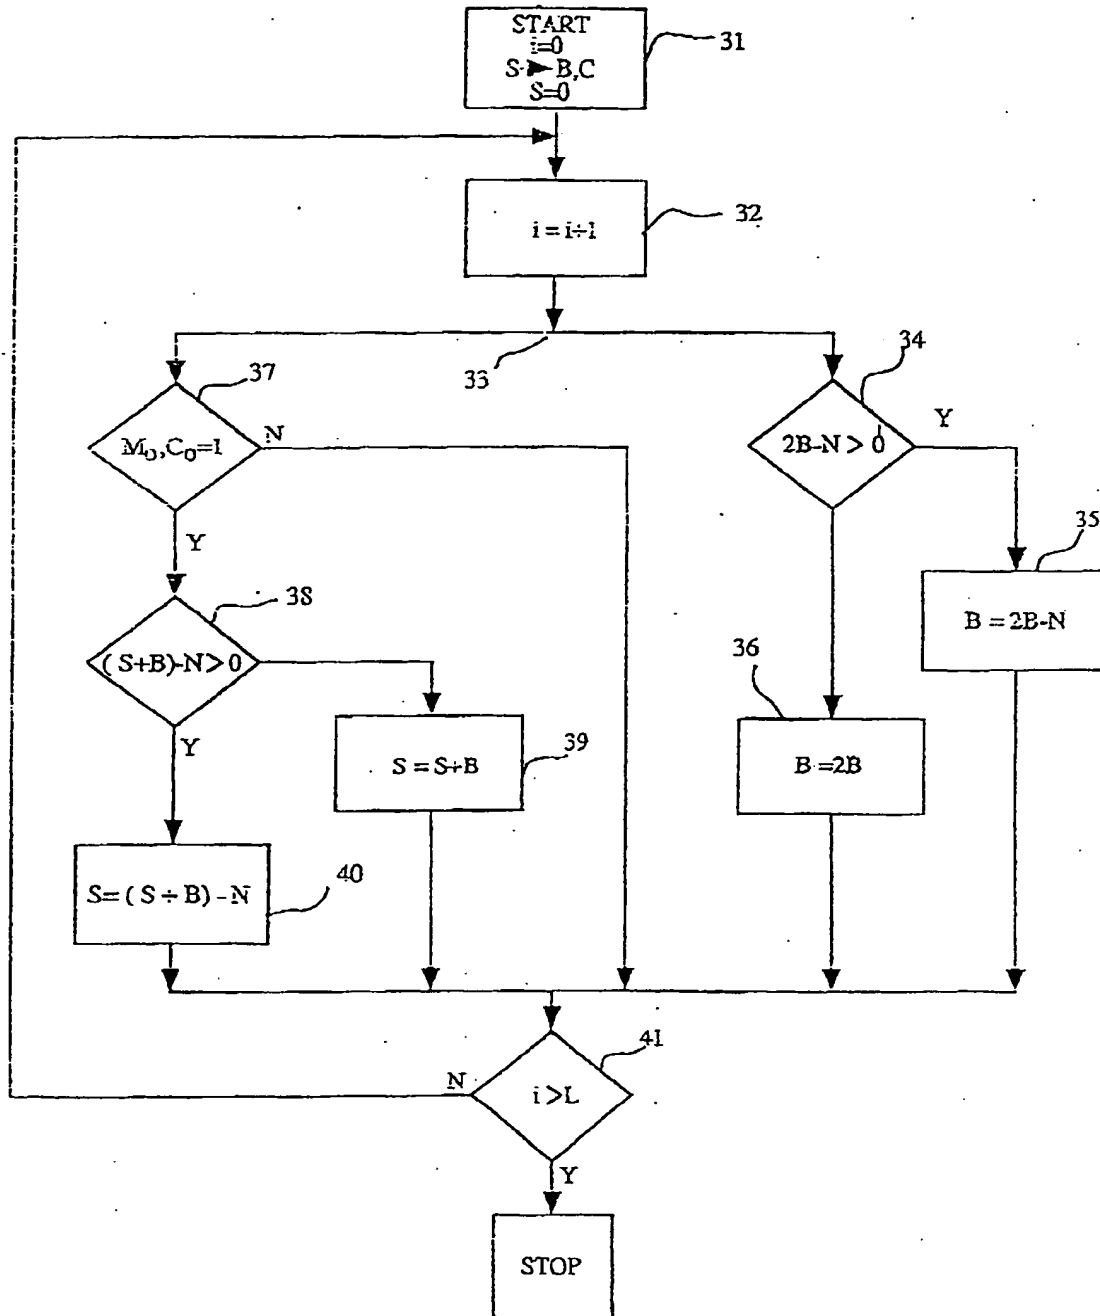 START
i=0
S ► B,C
S=0
31
i = i+1
32
33
34
37
M₀,C₀=1
N
2B-N > 0
Y
Y
35
38
B = 2B-N
(S+B)-N > 0
36
Y
S = S+B
39
B =2B
S= (S + B) - N
40
41
N
i >L
Y
STOP